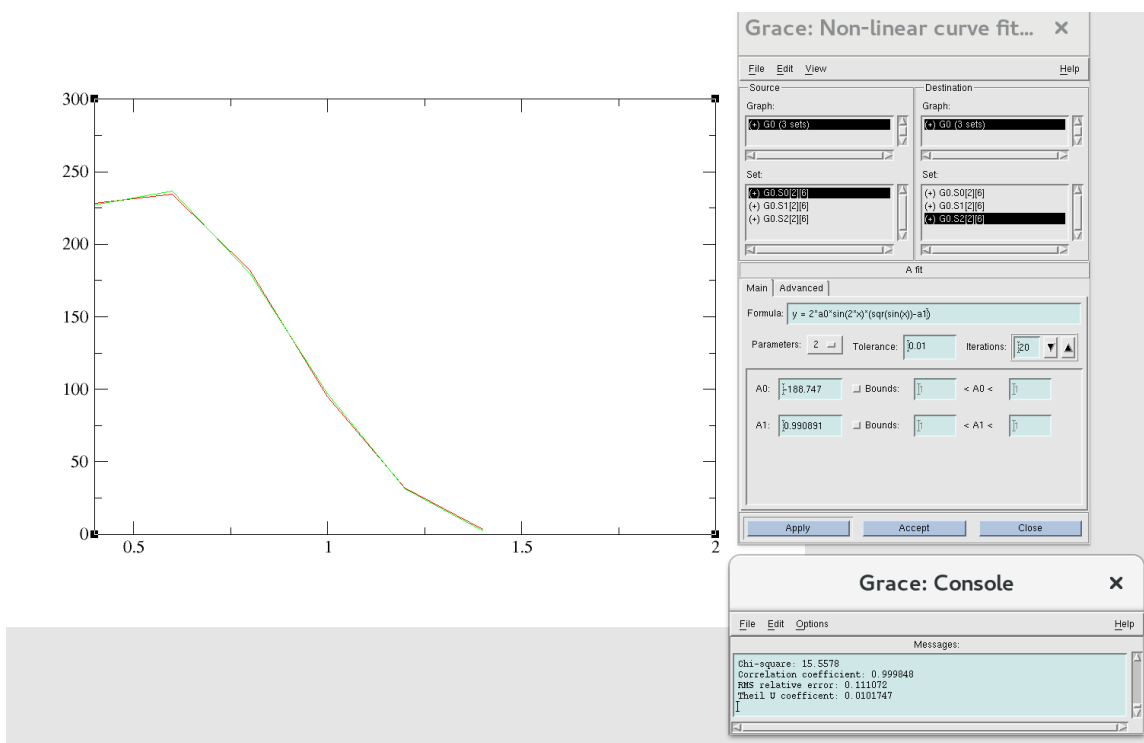 300
250
200
150
100
50
0
0.5 1 1.5 2
Grace: Non-linear curve fit... ×
File Edit View Help
Source Destination
Graph: Graph:
(+) G0 (3 sets) (+) G0 (3 sets)
Set: Set:
(+) G0.S0[2][6] (+) G0.S0[2][6]
(+) G0.S1[2][6] (+) G0.S1[2][6]
(+) G0.S2[2][6] (+) G0.S2[2][6]
A fit
Main Advanced
Formula: y = 2*a0*sin(2*x)*(sqr(sin(x))-a1)
Parameters: 2 Tolerance: 0.01 Iterations: 20
A0: -188.747 Bounds: 1 < A0 < 1
A1: 0.990891 Bounds: 1 < A1 < 1
Apply Accept Close
Grace: Console ×
File Edit Options Help
Messages:
Chi-square: 15.5578
Correlation coefficient: 0.999848
RMS relative error: 0.111072
Theil U coefficent: 0.0101747